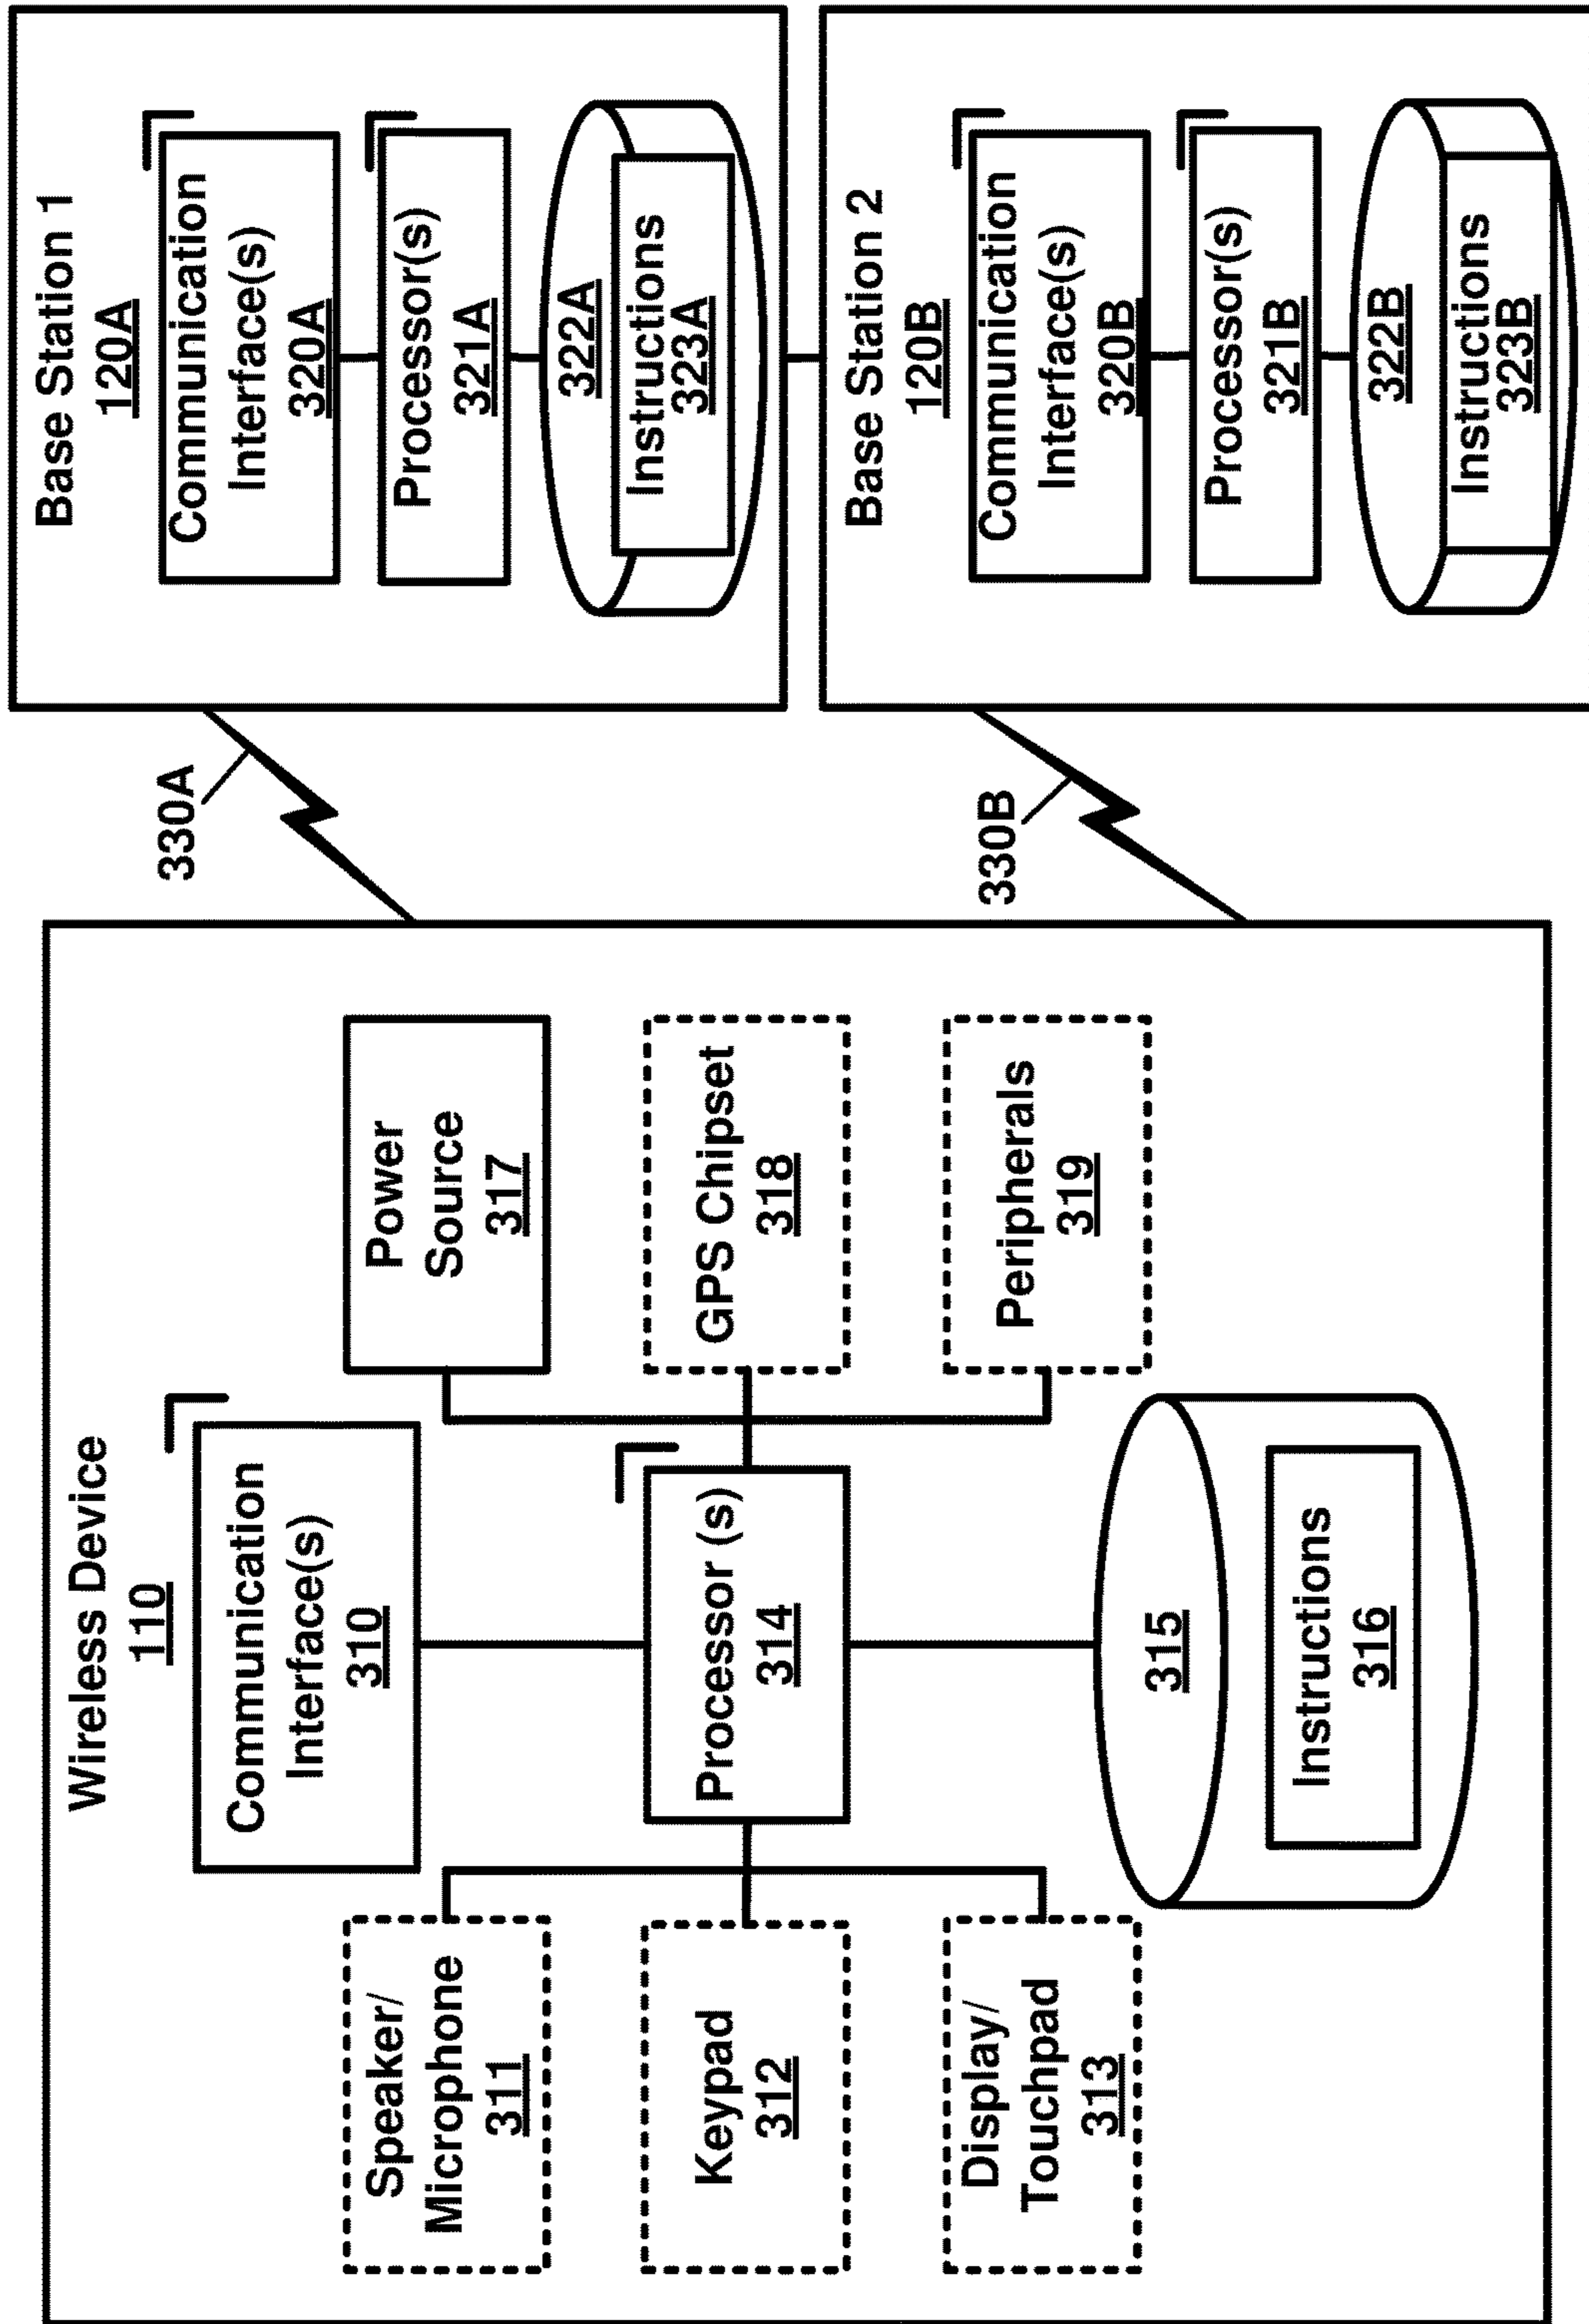 Wireless Device
110
Communication
Interface(s)
310
Speaker/
Microphone
311
Power
Source
317
Keypad
312
Processor (s)
314
GPS Chipset
318
Display/
Touchpad
313
Peripherals
319
315
Instructions
316
330A
330B
Base Station 1
120A
Communication
Interface(s)
320A
Processor(s)
321A
322A
Instructions
323A
Base Station 2
120B
Communication
Interface(s)
320B
Processor(s)
321B
322B
Instructions
323B